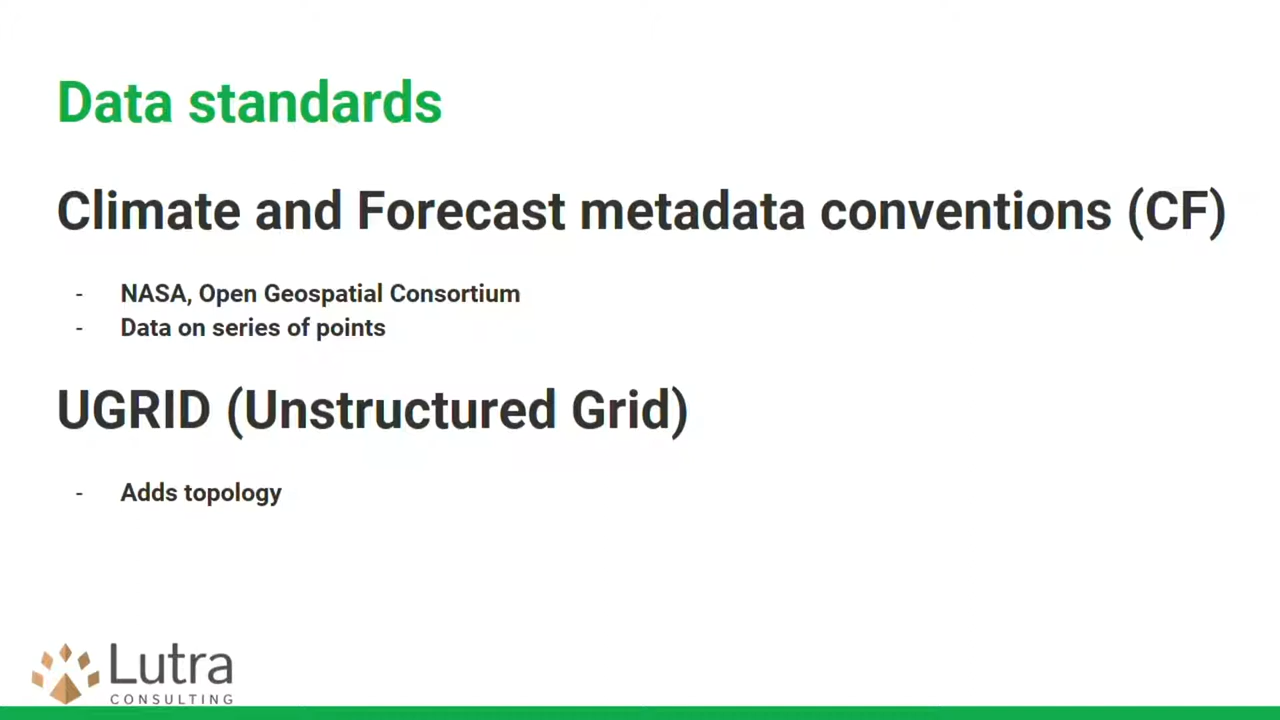 Data standards
Climate and Forecast metadata conventions (CF)
- NASA, Open Geospatial Consortium
- Data on series of points
UGRID (Unstructured Grid)
- Adds topology
Lutra
CONSULTING